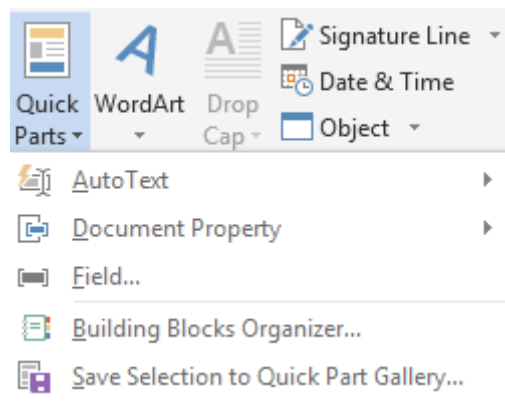 Quick
Parts
WordArt
Drop
Cap
Signature Line
Date & Time
Object
AutoText
Document Property
Field...
Building Blocks Organizer...
Save Selection to Quick Part Gallery...